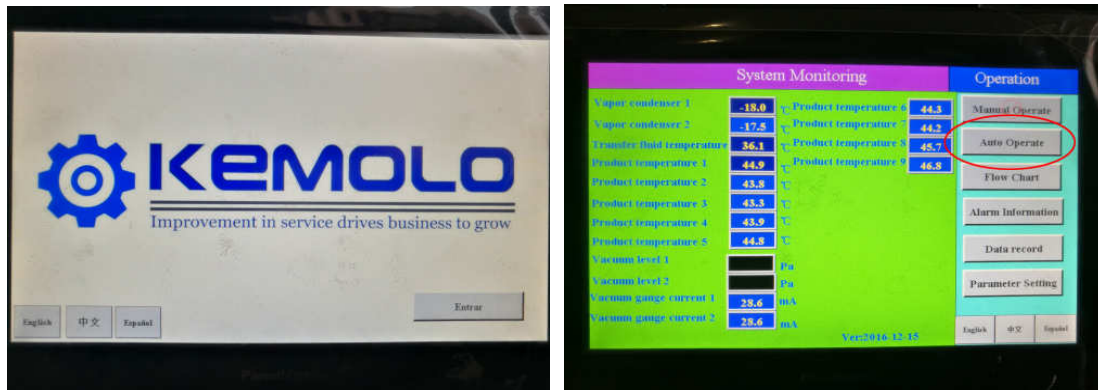 KEMOLO
Improvement in service drives business to grow
English 中文 Español
Entrar
System Monitoring
Operation
Vapor condenser 1 -18.0 ℃ Product temperature 6 44.3
Vapor condenser 2 -17.5 ℃ Product temperature 7 44.2
Transfer fluid temperature 36.1 ℃ Product temperature 8 45.7
Product temperature 1 44.9 ℃ Product temperature 9 46.8
Product temperature 2 43.8 ℃
Product temperature 3 43.3 ℃
Product temperature 4 43.9 ℃
Product temperature 5 44.8 ℃
Vacuum level 1 Pa
Vacuum level 2 Pa
Vacuum gauge current 1 28.6 mA
Vacuum gauge current 2 28.6 mA
Ver:2016-12-15
Manual Operate
Auto Operate
Flow Chart
Alarm Information
Data record
Parameter Setting
English 中文 Español